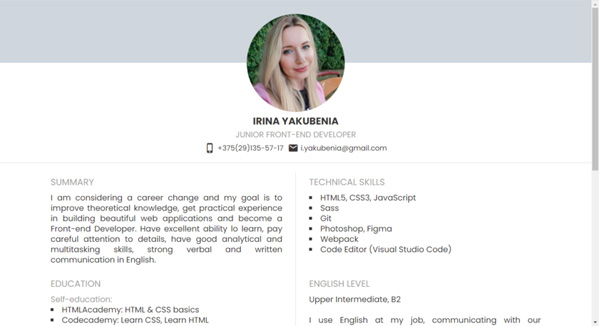 IRINA YAKUBENIA
JUNIOR FRONT-END DEVELOPER
+375(29)135-57-17 i.yakubenia@gmail.com
SUMMARY
I am considering a career change and my goal is to
improve theoretical knowledge, get practical experience
in building beautiful web applications and become a
Front-end Developer. Have excellent ability lo learn, pay
careful attention to details, have good analytical and
multitasking skills, strong verbal and written
communication in English.
EDUCATION
Self-education:
HTMLAcademy: HTML & CSS basics
Codecademy: Learn CSS, Learn HTML
TECHNICAL SKILLS
HTML5, CSS3, JavaScript
Sass
Git
Photoshop, Figma
Webpack
Code Editor (Visual Studio Code)
ENGLISH LEVEL
Upper Intermediate, B2
I use English at my job, communicating with our